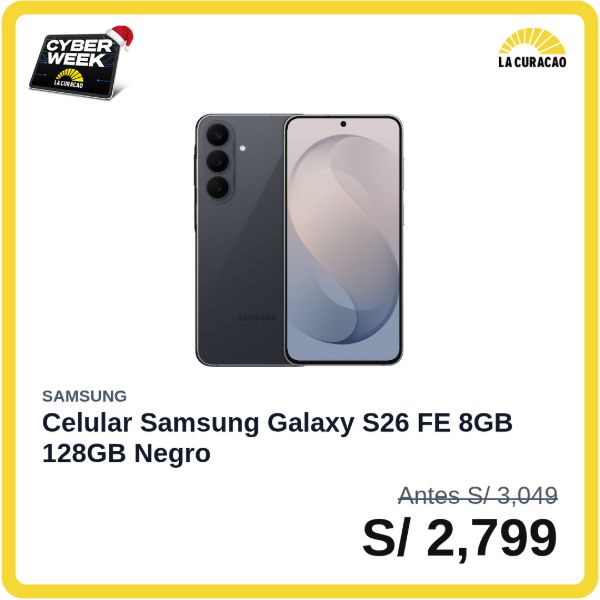 CYBER
WEEK
LA CURACAO
LA CURACAO
SAMSUNG
SAMSUNG
Celular Samsung Galaxy S26 FE 8GB
128GB Negro
Antes S/ 3,049
S/ 2,799